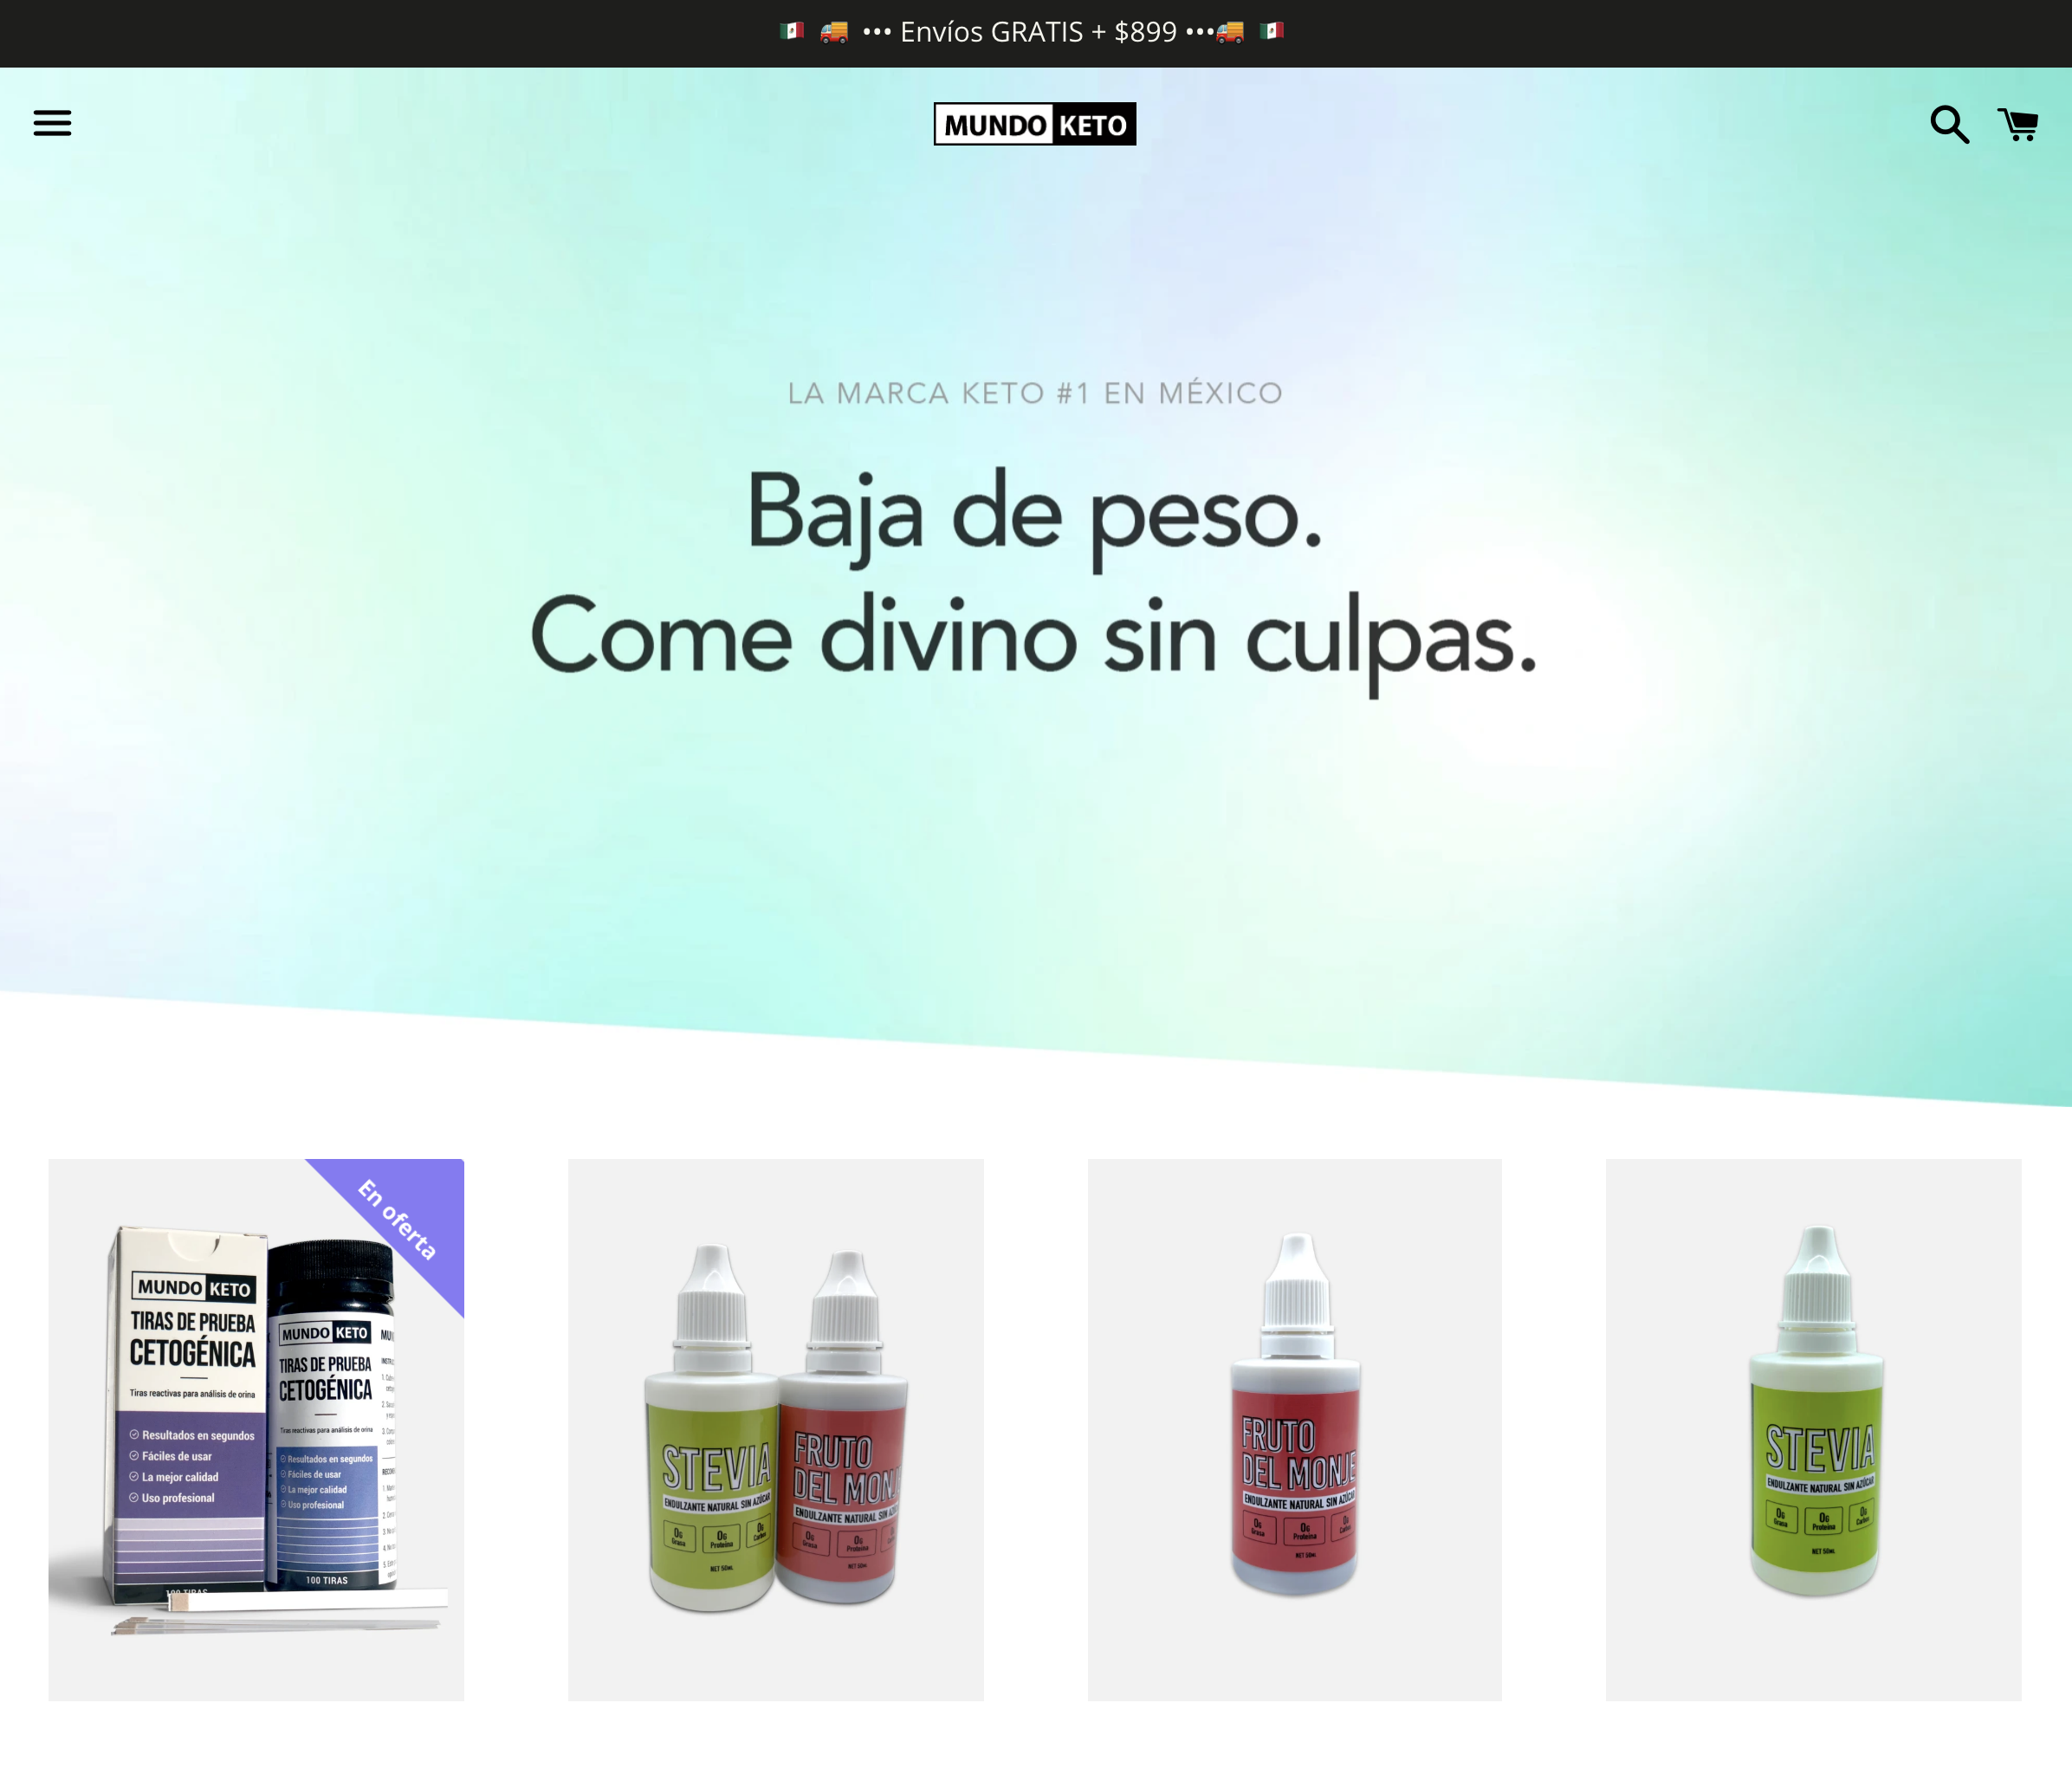 🇲🇽 🚚 ••• Envíos GRATIS + $899 •••🚚 🇲🇽
MUNDO KETO
LA MARCA KETO #1 EN MÉXICO
Baja de peso.
Come divino sin culpas.
En oferta
MUNDO KETO
TIRAS DE PRUEBA
CETOGÉNICA
Tiras reactivas para análisis de orina
Resultados en segundos
Fáciles de usar
La mejor calidad
Uso profesional
100 TIRAS
MUNDO KETO
TIRAS DE PRUEBA
CETOGÉNICA
Tiras reactivas para análisis de orina
Resultados en segundos
Fáciles de usar
La mejor calidad
Uso profesional
100 TIRAS
STEVIA
ENDULZANTE NATURAL SIN AZÚCAR
0G Grasa
0G Proteína
0G Carbos
NET 50ML
FRUTO
DEL MONJE
ENDULZANTE NATURAL SIN AZÚCAR
0G Grasa
0G Proteína
NET 50ML
FRUTO
DEL MONJE
ENDULZANTE NATURAL SIN AZÚCAR
0G Grasa
0G Proteína
0G
NET 50ML
STEVIA
ENDULZANTE NATURAL SIN AZÚCAR
0G Grasa
0G Proteína
0G Carbos
NET 50ML